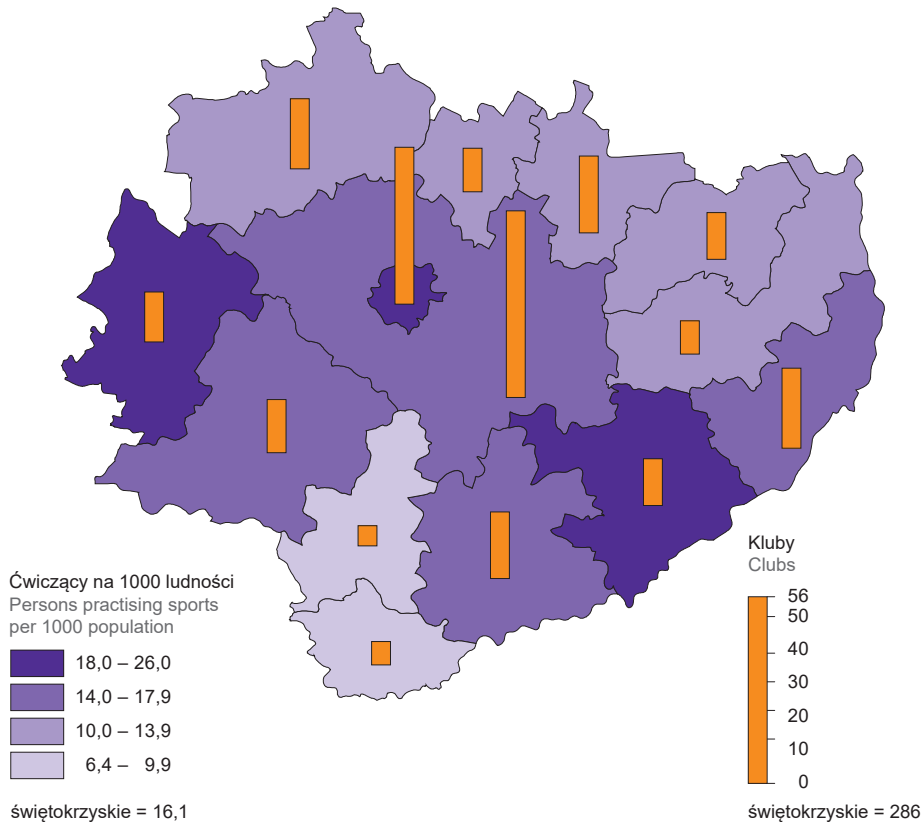 Ćwiczący na 1000 ludności
Persons practising sports
per 1000 population
18,0 – 26,0
14,0 – 17,9
10,0 – 13,9
6,4 – 9,9
świętokrzyskie = 16,1
Kluby
Clubs
56
50
40
30
20
10
0
świętokrzyskie = 286